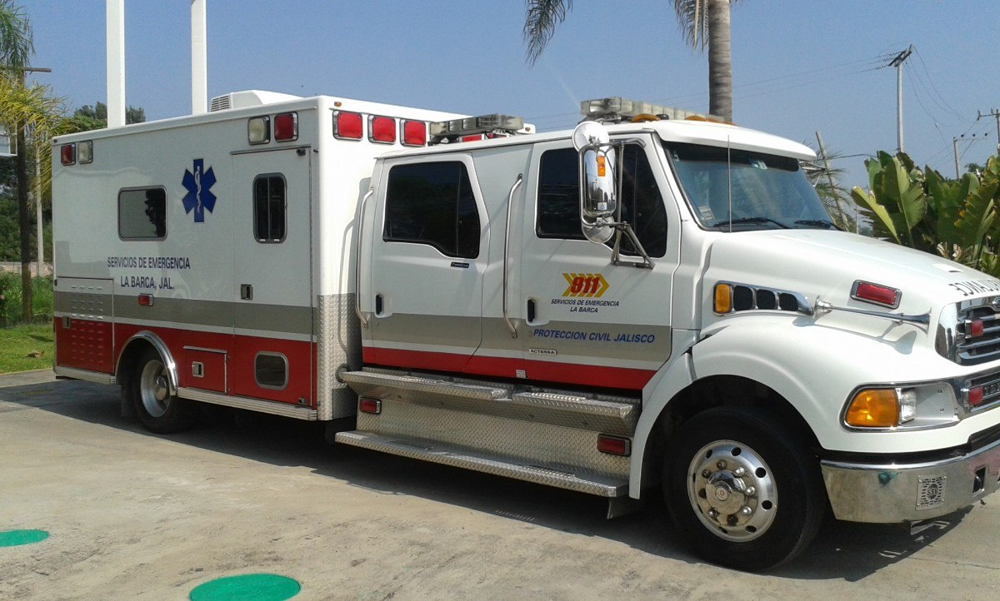 SERVICIOS DE EMERGENCIA
LA BARCA, JAL.
911
SERVICIOS DE EMERGENCIA
LA BARCA
PROTECCION CIVIL JALISCO
ACTERRA